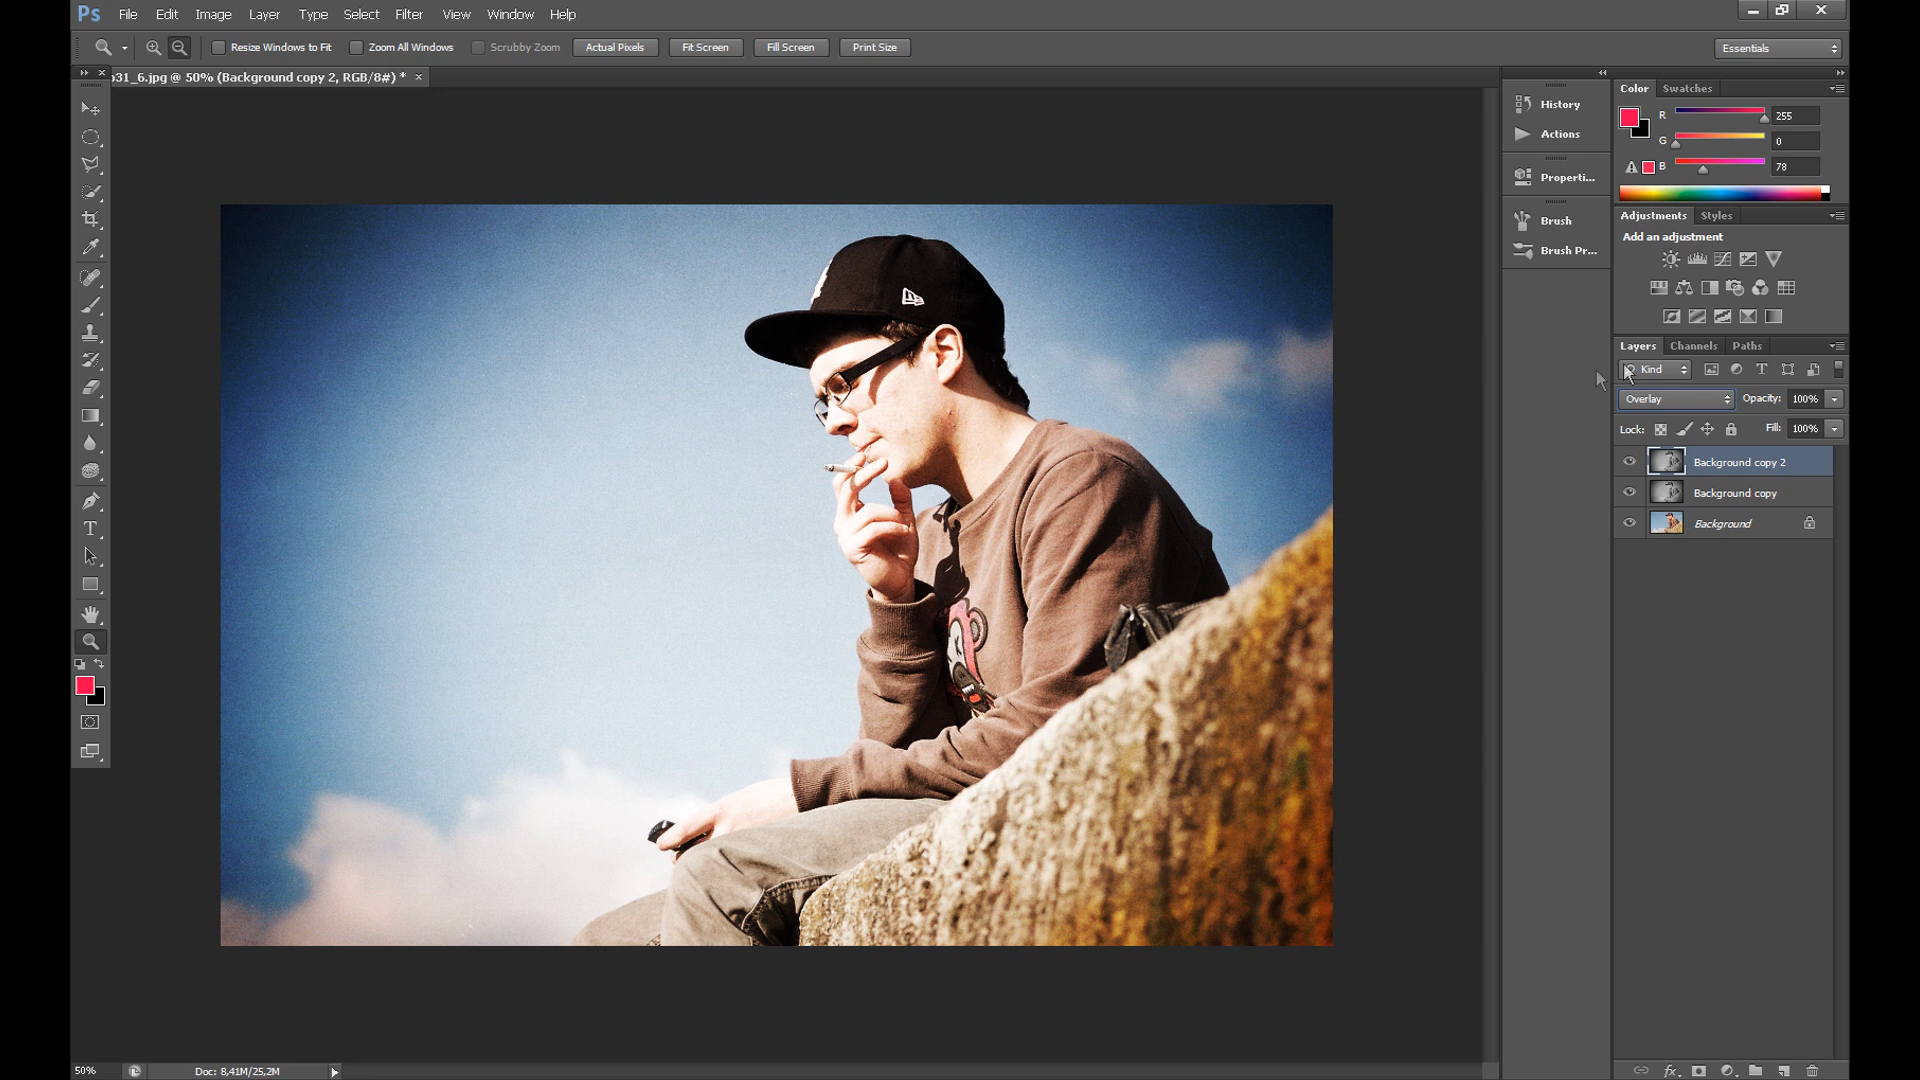 Ps File Edit Image Layer Type Select Filter View Window Help
Resize Windows to Fit Zoom All Windows Scrubby Zoom Actual Pixels Fit Screen Fill Screen Print Size Essentials
31_6.jpg @ 50% (Background copy 2, RGB/8#) *
History
Actions
Properti...
Brush
Brush Pr...
Color Swatches
R 255
G 0
B 78
Adjustments Styles
Add an adjustment
Layers Channels Paths
Kind
Overlay Opacity: 100%
Lock: Fill: 100%
Background copy 2
Background copy
Background
50% Doc: 8,41M/25,2M